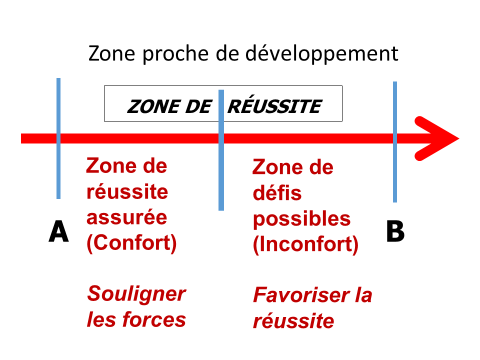 Zone proche de développement
ZONE DE RÉUSSITE
Zone de
réussite
assurée
(Confort)
Zone de
défis
possibles
(Inconfort)
A
B
Souligner
les forces
Favoriser la
réussite